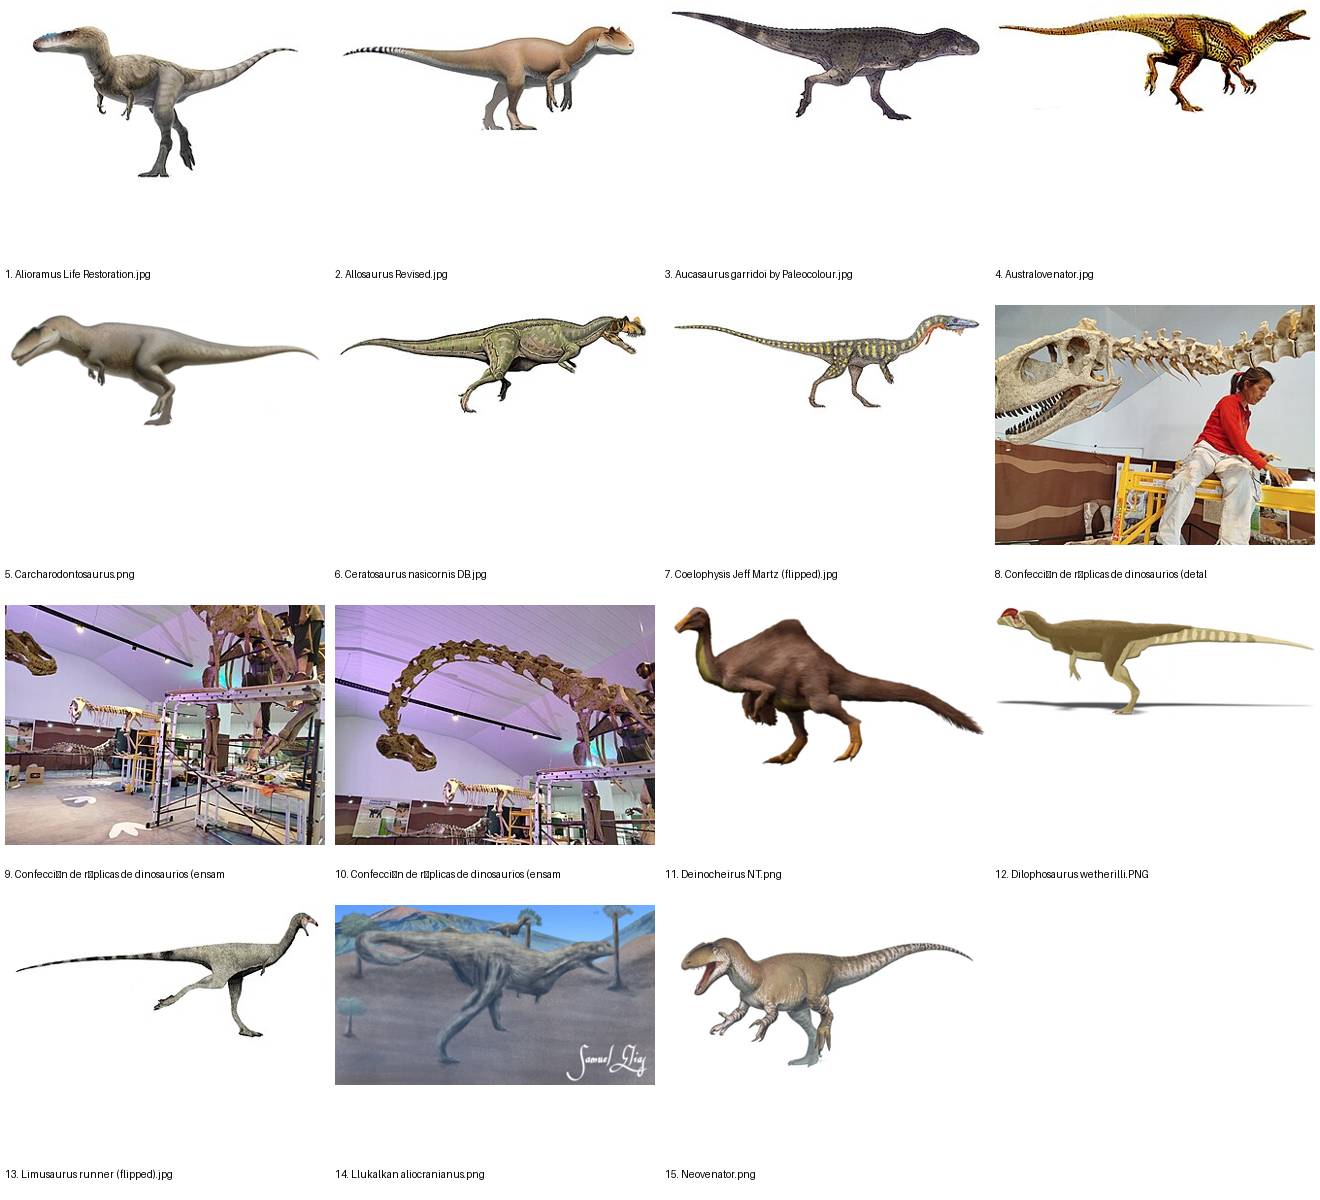 1. Alioramus Life Restoration.jpg
2. Allosaurus Revised.jpg
3. Aucasaurus garridoi by Paleocolour.jpg
4. Australovenator.jpg
5. Carcharodontosaurus.png
6. Ceratosaurus nasicornis DB.jpg
7. Coelophysis Jeff Martz (flipped).jpg
8. Confecci▯n de r▯plicas de dinosaurios (detal
9. Confecci▯n de r▯plicas de dinosaurios (ensam
10. Confecci▯n de r▯plicas de dinosaurios (ensam
11. Deinocheirus NT.png
12. Dilophosaurus wetherilli.PNG
Samuel Elias
13. Limusaurus runner (flipped).jpg
14. Llukalkan aliocranianus.png
15. Neovenator.png